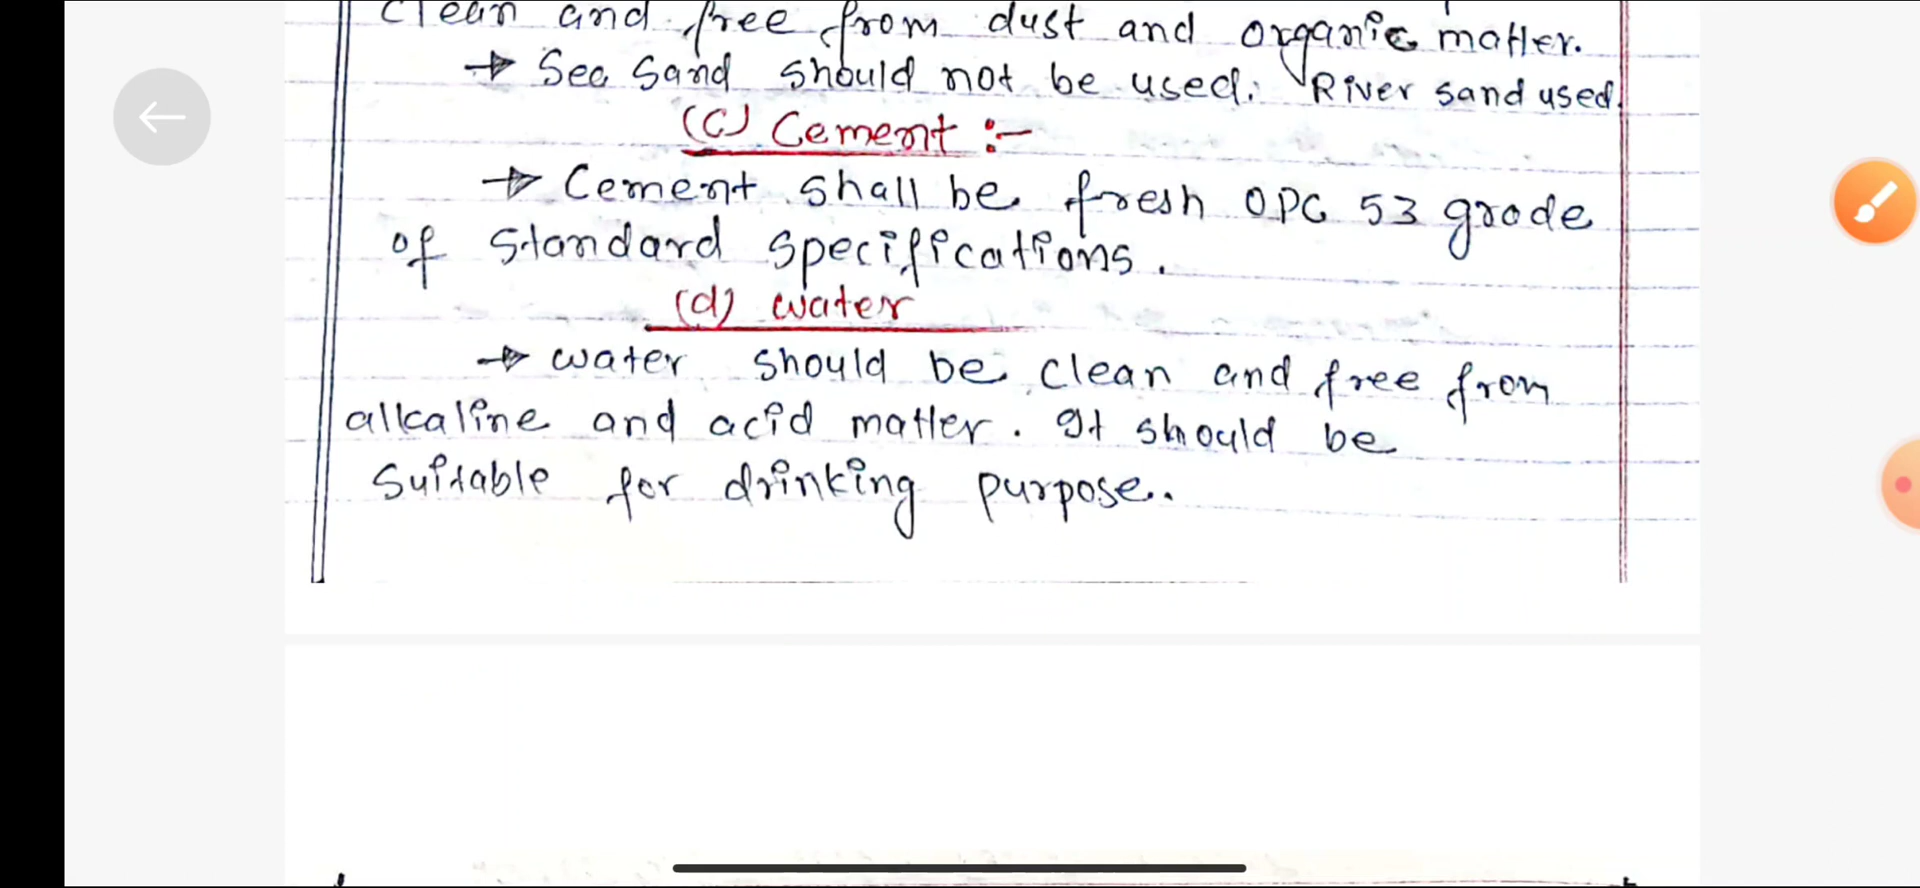 Clean and free from dust and organic matter.
→ Sea Sand should not be used. River sand used.
(c) Cement :-
→ Cement shall be fresh OPC 53 grade
of standard specifications.
(d) water
→ water should be clean and free from
alkaline and acid matter. It should be
suitable for drinking purpose.